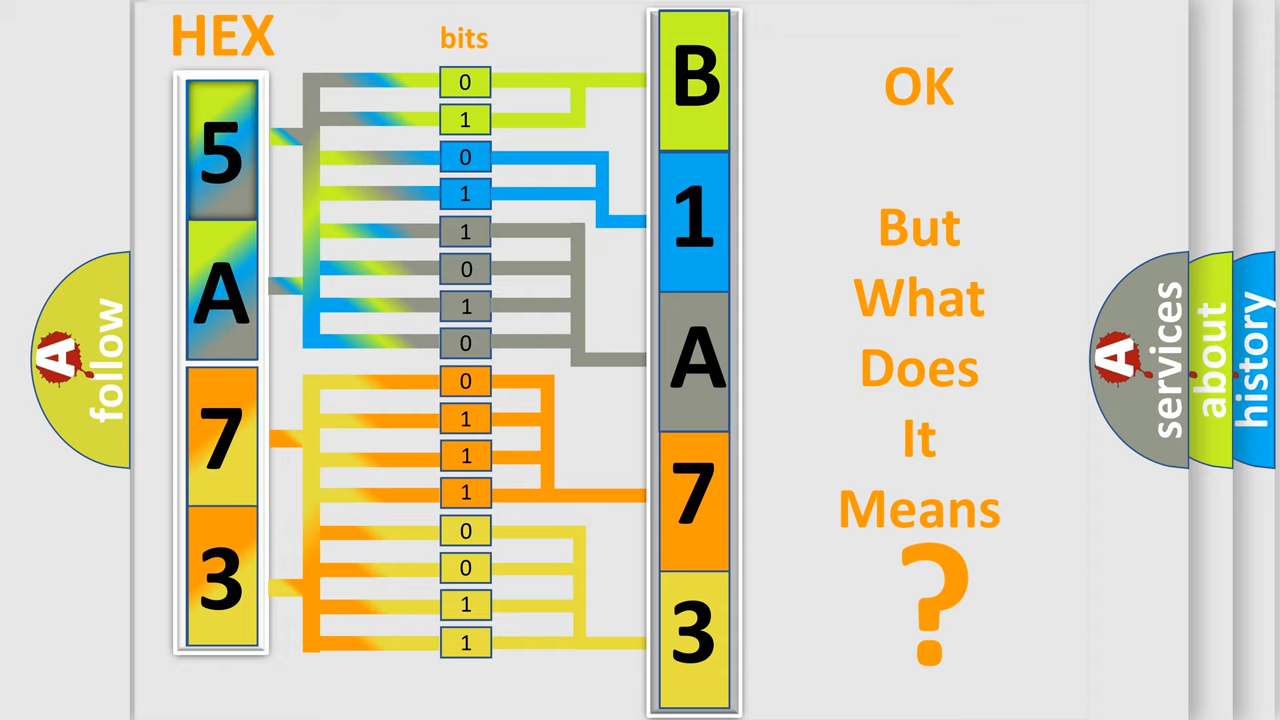 HEX
bits
5
A
7
3
0
1
0
1
1
0
1
0
0
1
1
1
0
0
1
1
B
1
A
7
3
OK
But
What
Does
It
Means
?
A
follow
A
services
about
history